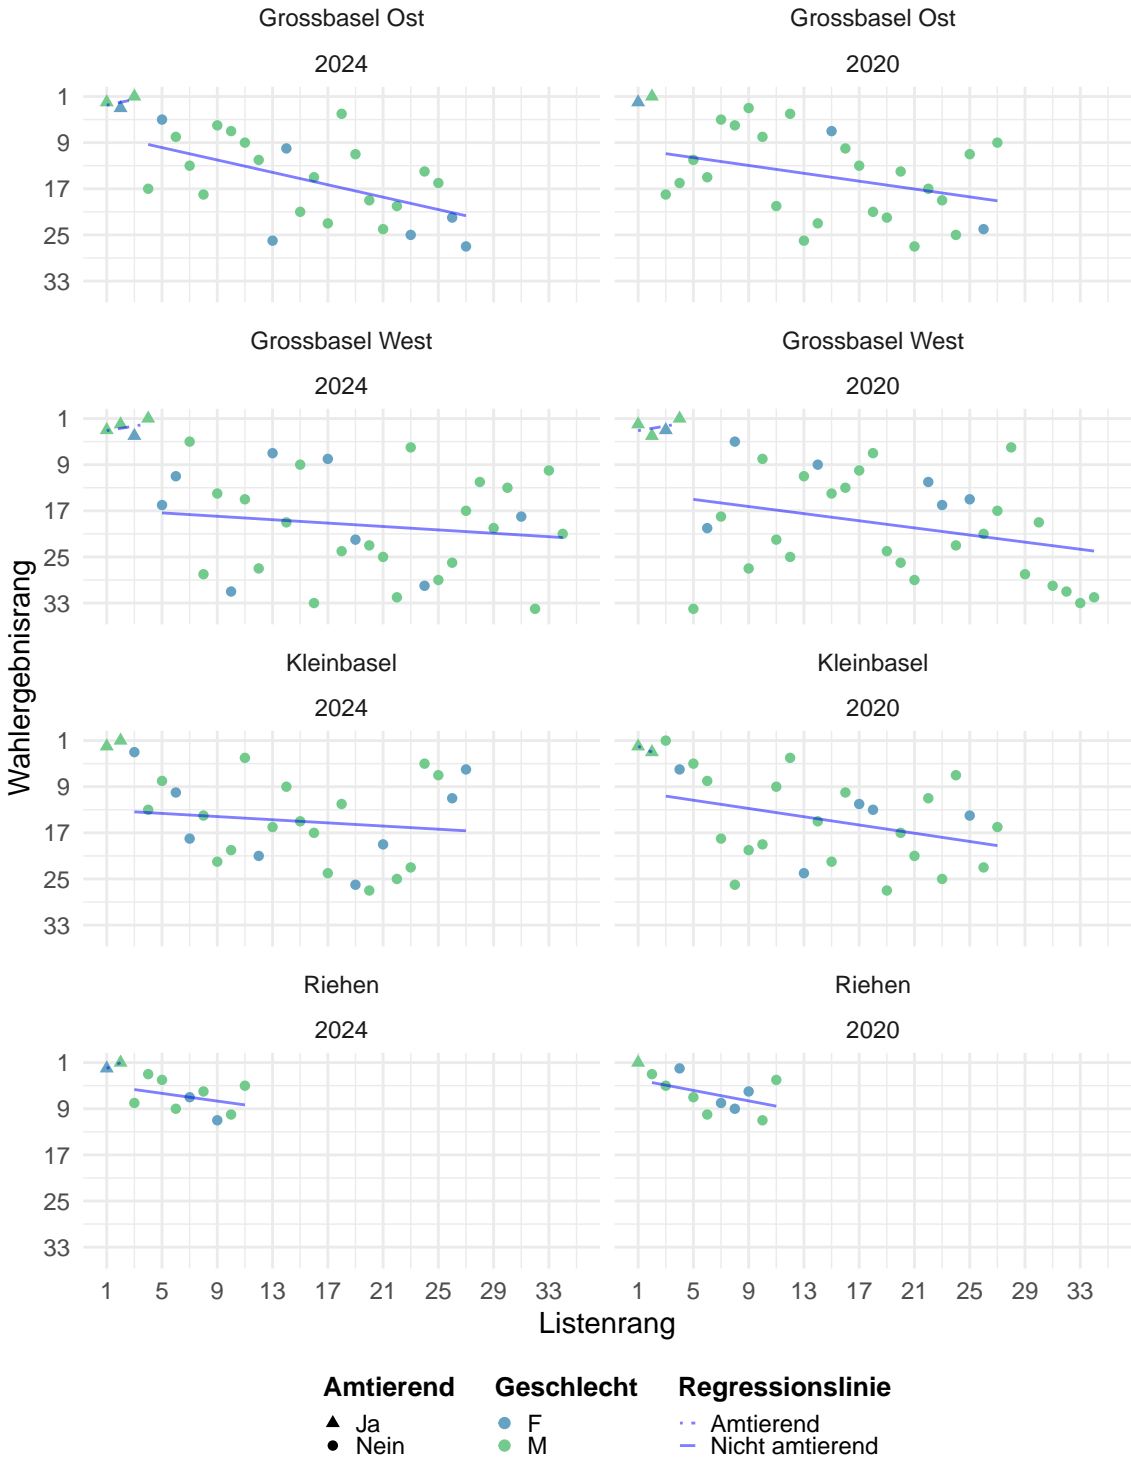 Grossbasel Ost Grossbasel Ost
2024 2020
1
9
17
25
33
Grossbasel West Grossbasel West
2024 2020
1
9
17
25
33
Kleinbasel Kleinbasel
2024 2020
1
9
17
25
33
Riehen Riehen
2024 2020
1
9
17
25
33
Wahlergebnisrang
1 5 9 13 17 21 25 29 33 1 5 9 13 17 21 25 29 33
Listenrang
Amtierend Geschlecht Regressionslinie
Ja F Amtierend
Nein M Nicht amtierend